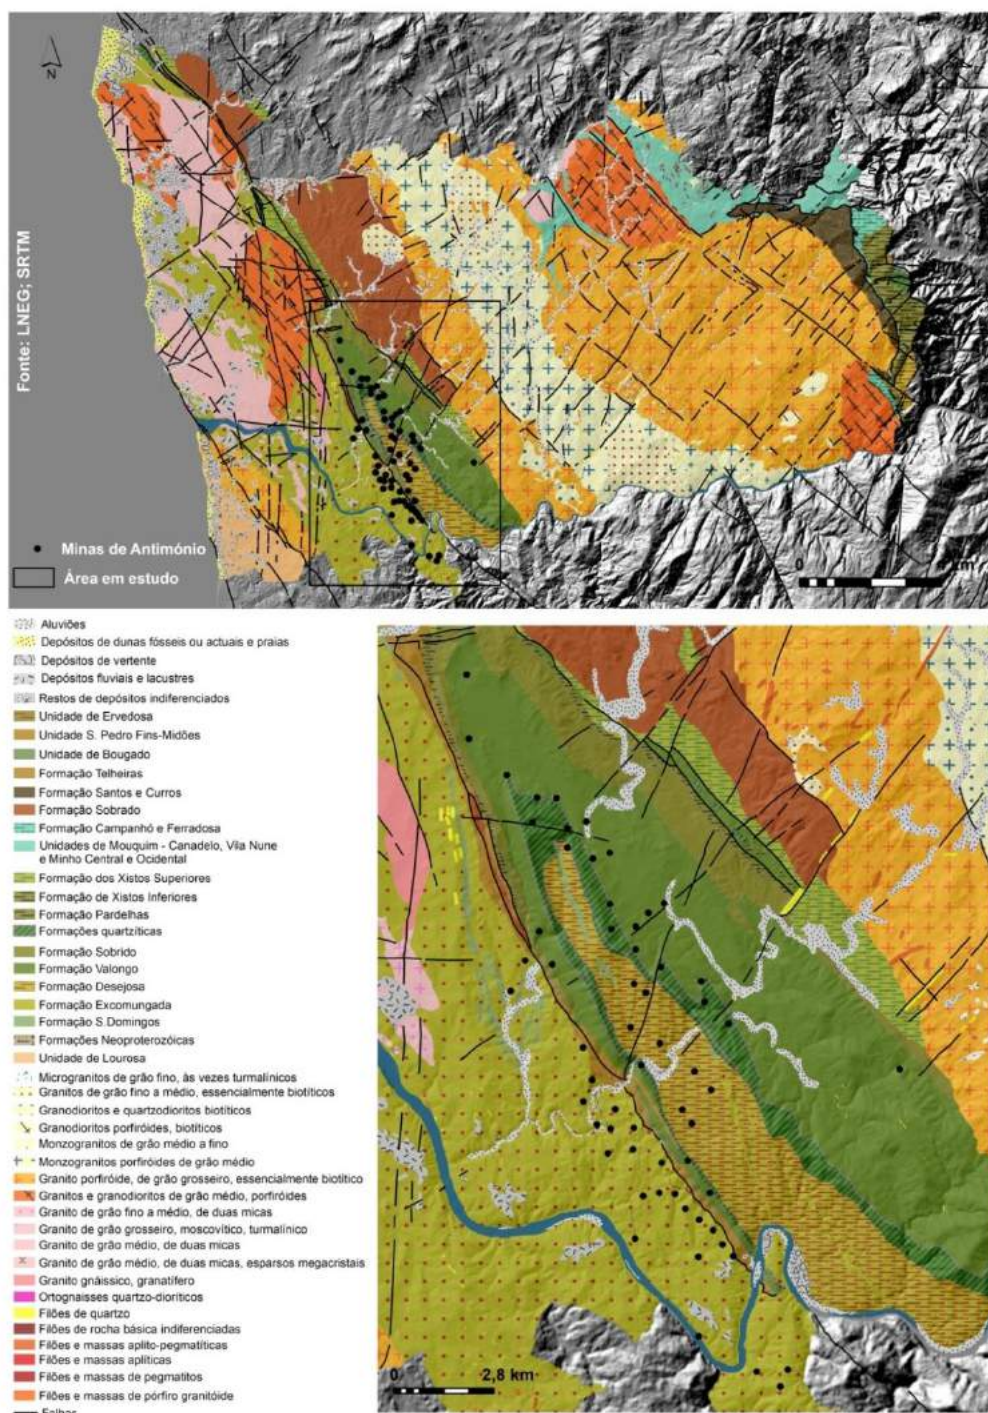 N
Fonte: LNEG; SRTM
Minas de Antimónio
Área em estudo
0
km
Aluviões
Depósitos de dunas fósseis ou actuais e praias
Depósitos de vertente
Depósitos fluviais e lacustres
Restos de depósitos indiferenciados
Unidade de Ervedosa
Unidade S. Pedro Fins-Midões
Unidade de Bougado
Formação Telheiras
Formação Santos e Curros
Formação Sobrado
Formação Campanhó e Ferradosa
Unidades de Mouquim - Canadelo, Vila Nune
e Minho Central e Ocidental
Formação dos Xistos Superiores
Formação de Xistos Inferiores
Formação Pardelhas
Formações quartzíticas
Formação Sobrido
Formação Valongo
Formação Desejosa
Formação Excomungada
Formação S.Domingos
Formações Neoproterozóicas
Unidade de Lourosa
Microgranitos de grão fino, às vezes turmalínicos
Granitos de grão fino a médio, essencialmente biotíticos
Granodioritos e quartzodioritos biotíticos
Granodioritos porfiróides, biotíticos
Monzogranitos de grão médio a fino
Monzogranitos porfiróides de grão médio
Granito porfiróide, de grão grosseiro, essencialmente biotítico
Granitos e granodioritos de grão médio, porfiróides
Granito de grão fino a médio, de duas micas
Granito de grão grosseiro, moscovítico, turmalínico
Granito de grão médio, de duas micas
Granito de grão médio, de duas micas, esparsos megacristais
Granito gnáissico, granatífero
Ortognaisses quartzo-dioríticos
Filões de quartzo
Filões de rocha básica indiferenciadas
Filões e massas aplito-pegmatíticas
Filões e massas aplíticas
Filões e massas de pegmatitos
Filões e massas de pórfiro granitóide
Falhas
0
2,8 km